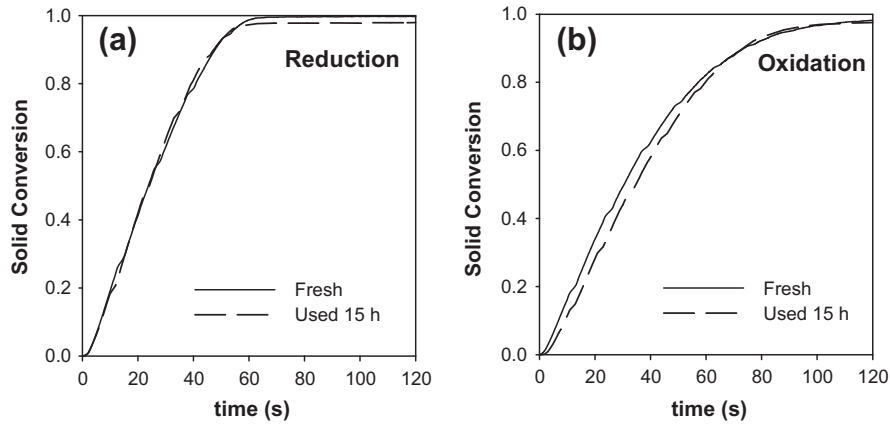 (a)
Reduction
Solid Conversion
1.0
0.8
0.6
0.4
0.2
0.0
Fresh
Used 15 h
0 20 40 60 80 100 120
time (s)
(b)
Oxidation
Solid Conversion
1.0
0.8
0.6
0.4
0.2
0.0
Fresh
Used 15 h
0 20 40 60 80 100 120
time (s)